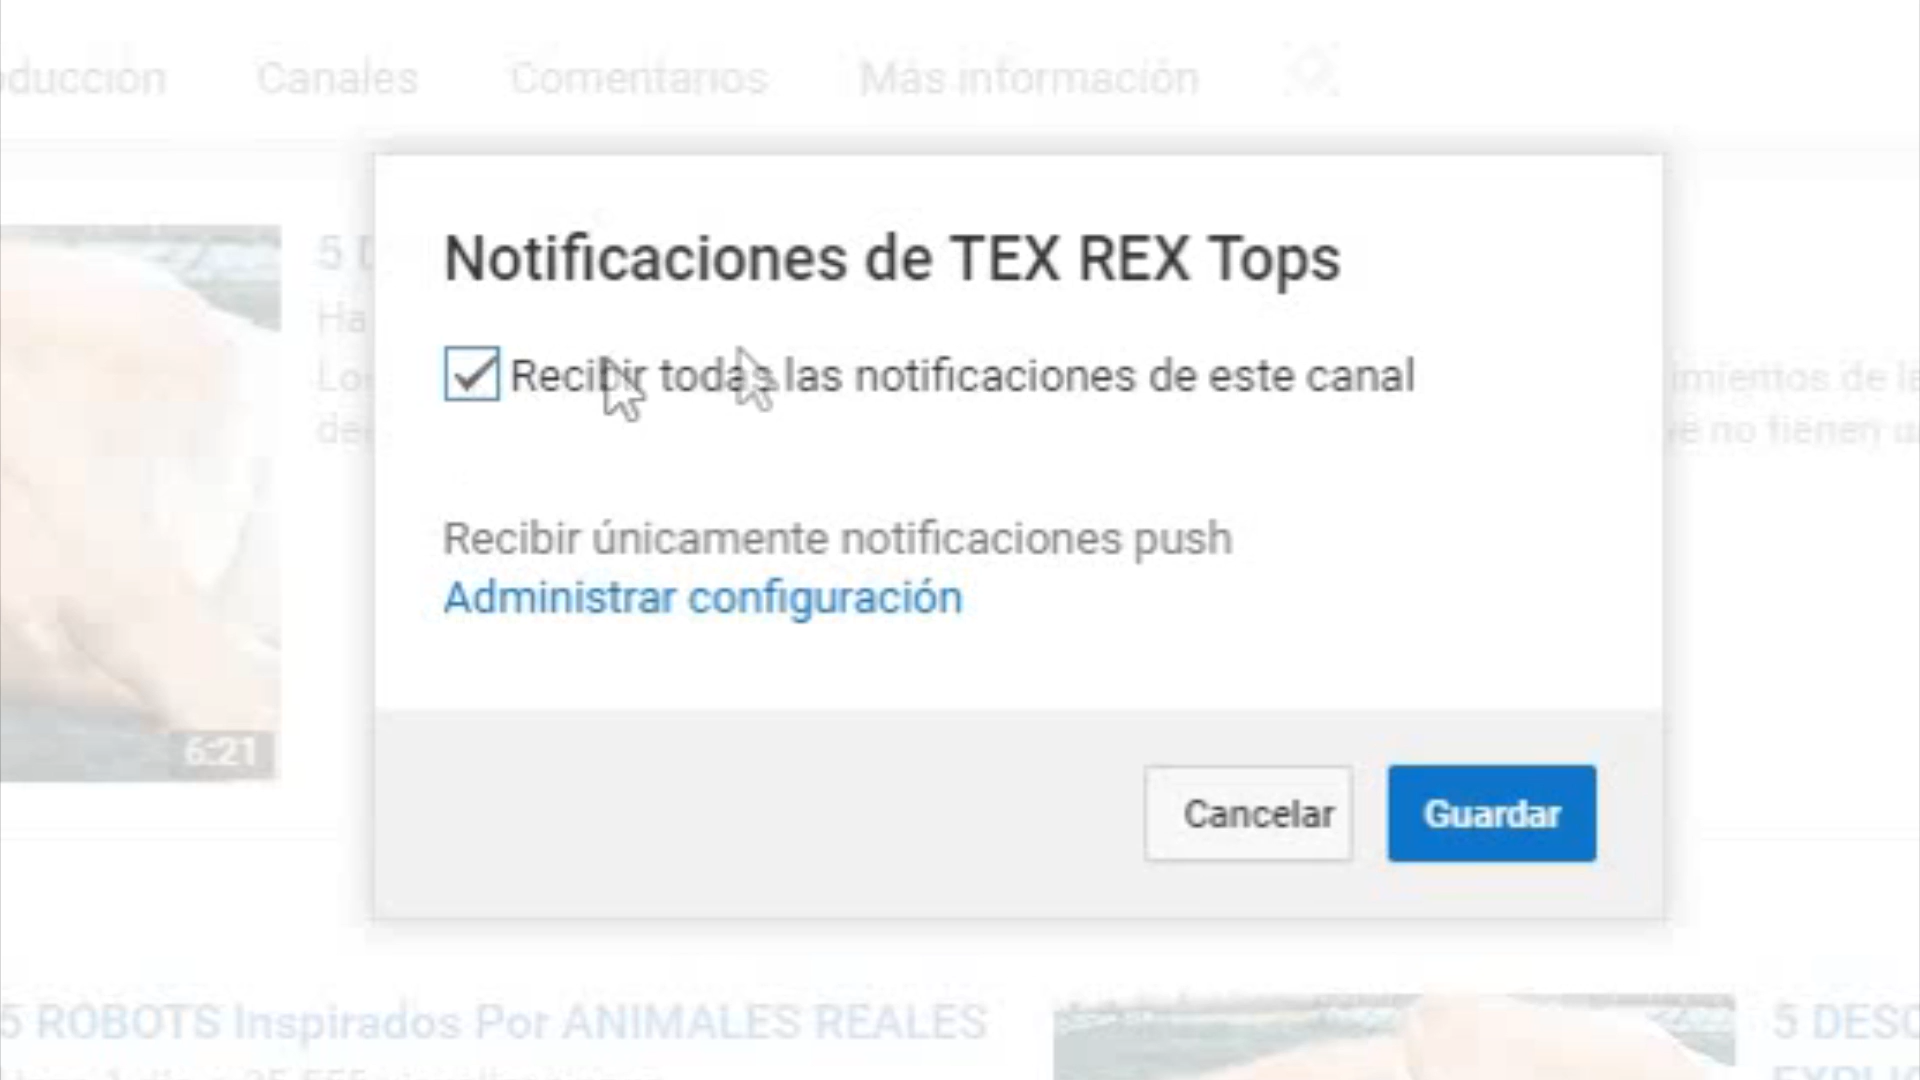 Canales Comentarios Más información
Notificaciones de TEX REX Tops
Recibir todas las notificaciones de este canal
Recibir únicamente notificaciones push
Administrar configuración
6:21
Cancelar Guardar
5 ROBOTS Inspirados Por ANIMALES REALES